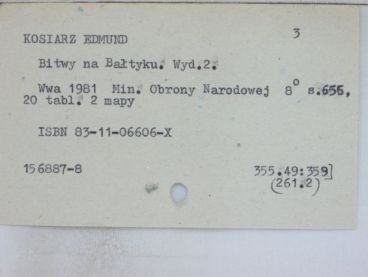 3
KOSIARZ EDMUND
Bitwy na Bałtyku. Wyd.2.
Wwa 1981 Min. Obrony Narodowej 8° s.656,
20 tabl. 2 mapy
ISBN 83-11-06606-X
156887-8 355.49:359]
(261.2)